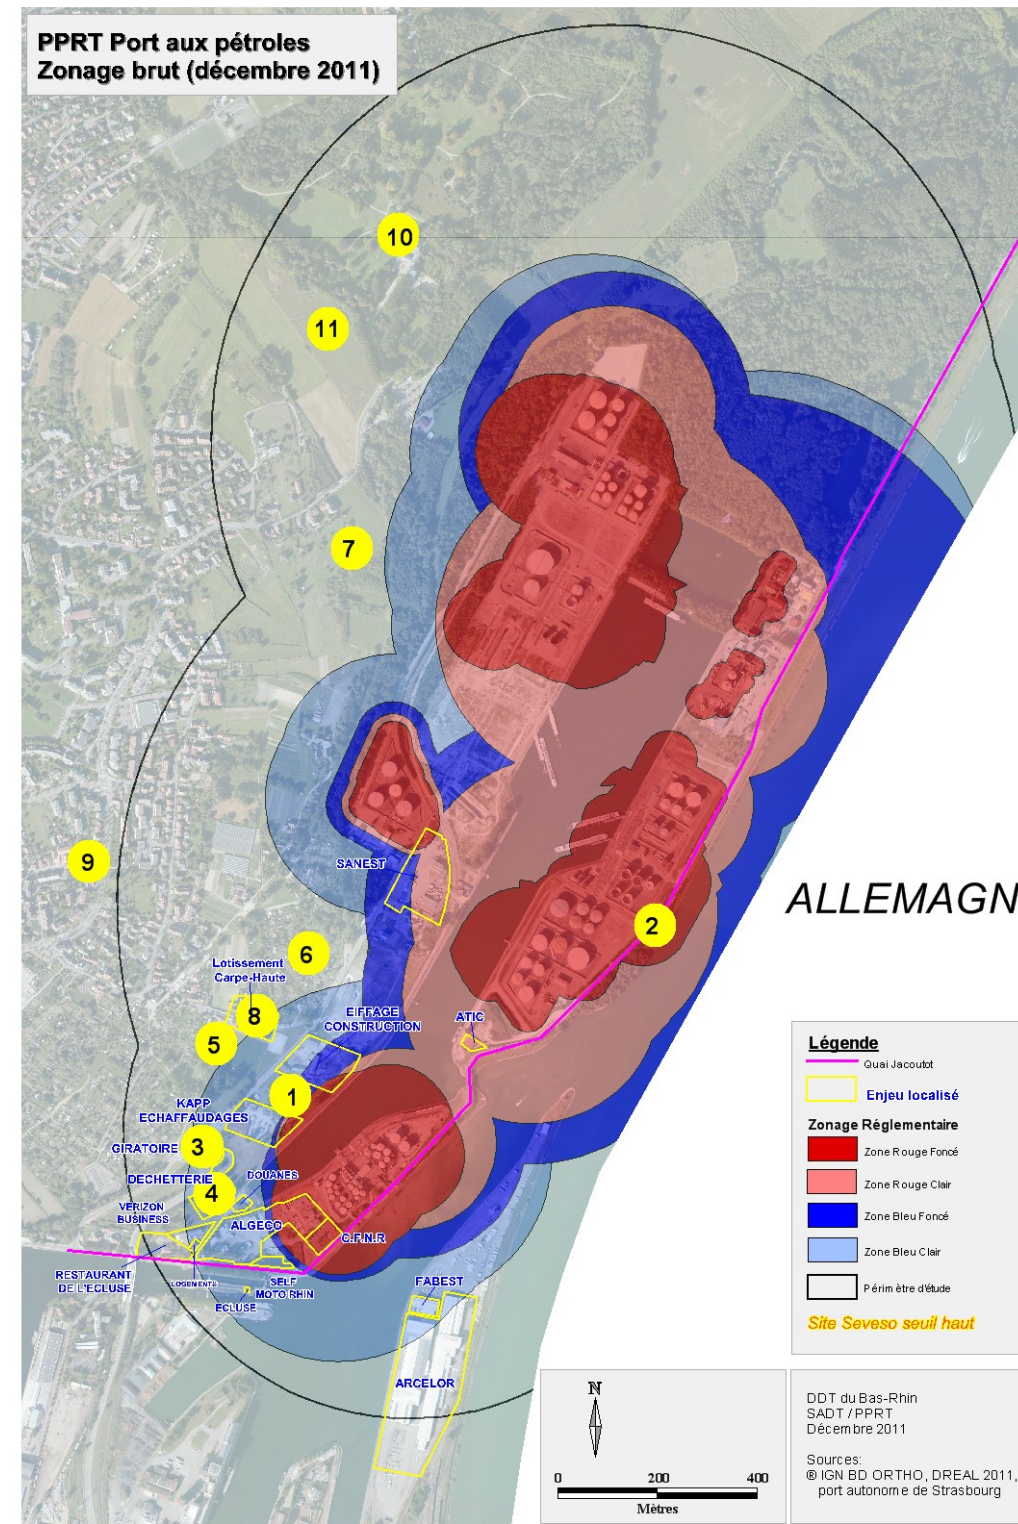 PPRT Port aux pétroles
Zonage brut (décembre 2011)
10
11
7
9
SANEST
2
ALLEMAGN
6
Lotissement
Carpe-Haute
8
5
EIFFAGE
CONSTRUCTION
ATIC
1
KAPP
ECHAFFAUDAGES
GIRATOIRE
3
DOUANES
DECHETTERIE
4
VERIZON
BUSINESS
ALGECO
C.F.N.R
RESTAURANT
DE L'ECLUSE
LOGEMENTS
SELF
MOTO RHIN
ECLUSE
FABEST
ARCELOR
Légende
Quai Jacoutot
Enjeu localisé
Zonage Réglementaire
Zone Rouge Foncé
Zone Rouge Clair
Zone Bleu Foncé
Zone Bleu Clair
Périmètre d'étude
Site Seveso seuil haut
N
0 200 400
Mètres
DDT du Bas-Rhin
SADT / PPRT
Décembre 2011
Sources:
® IGN BD ORTHO, DREAL 2011,
port autonome de Strasbourg